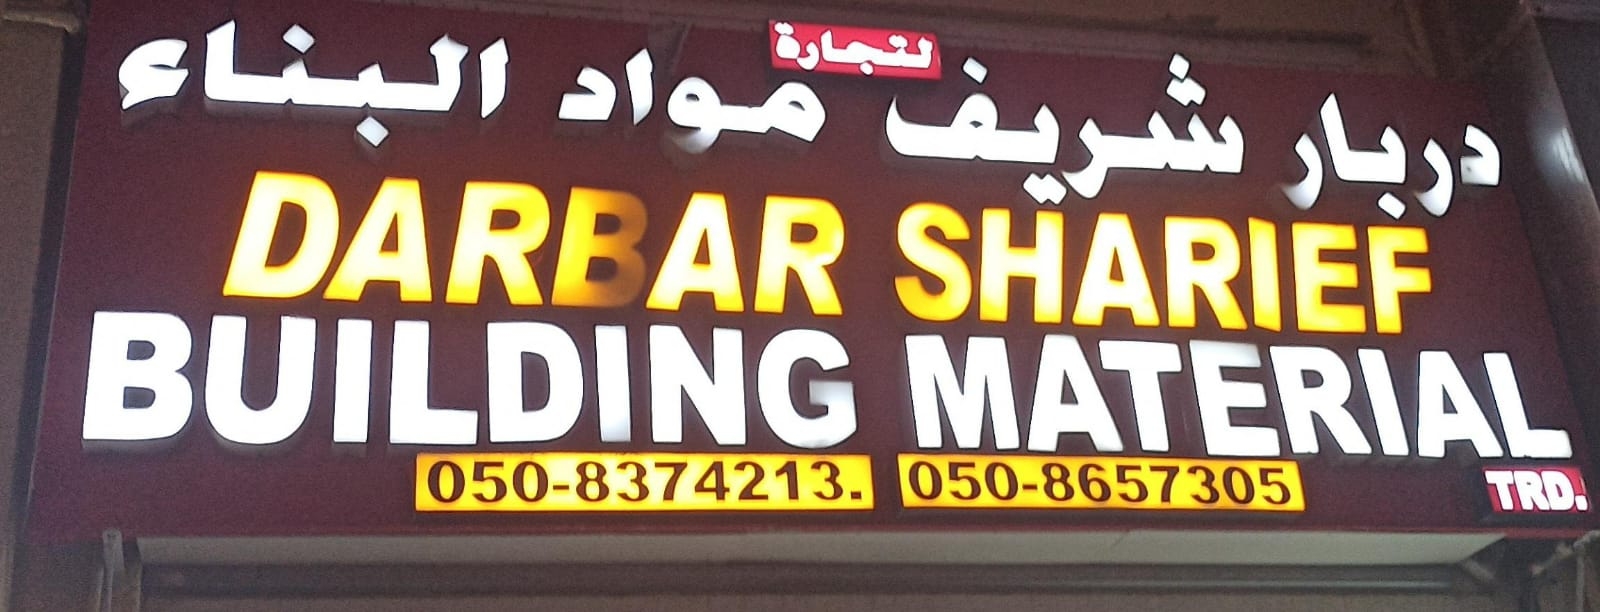 دربار شريف لتجارة مواد البناء
DARBAR SHARIEF
BUILDING MATERIAL TRD.
050-8374213. 050-8657305